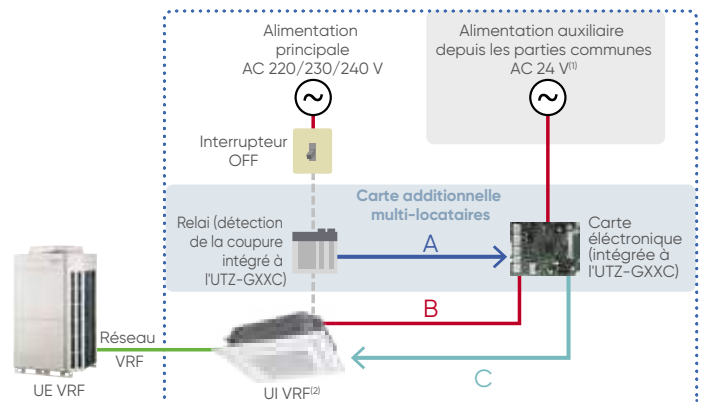 Alimentation
principale
AC 220/230/240 V
Alimentation auxiliaire
depuis les parties communes
AC 24 V⁽¹⁾
Interrupteur
OFF
Carte additionnelle
multi-locataires
Relai (détection
de la coupure
intégré à
l'UTZ-GXXC)
A
Carte
éléctronique
(intégrée à
l'UTZ-GXXC)
B
Réseau
VRF
C
UE VRF
UI VRF⁽²⁾